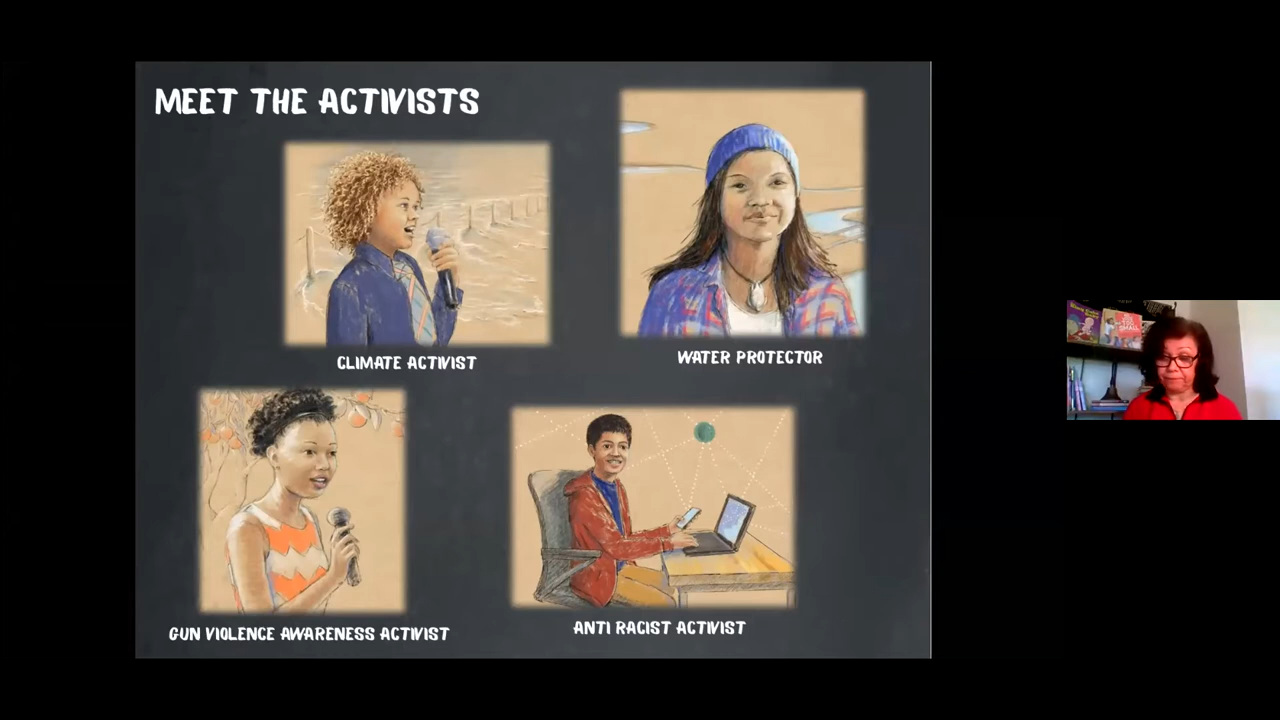 MEET THE ACTIVISTS
CLIMATE ACTIVIST
WATER PROTECTOR
GUN VIOLENCE AWARENESS ACTIVIST
ANTI RACIST ACTIVIST